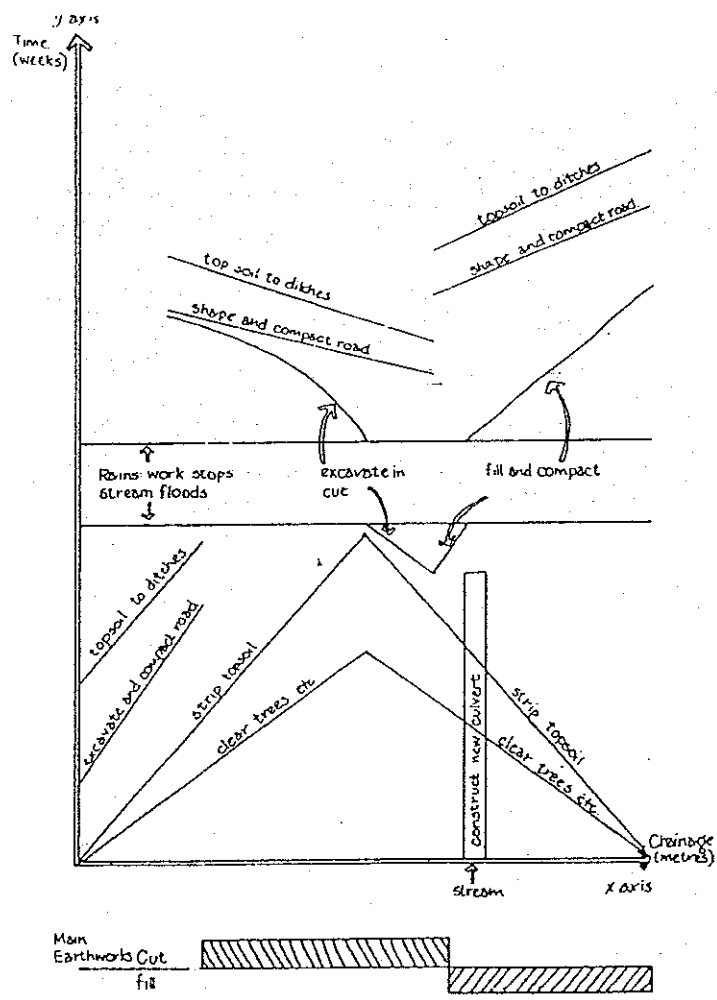 y axis
Time
(weeks)
topsoil to ditches
shape and compact road
top soil to ditches
shape and compact road
Rains: work stops
stream floods
excavate in
cut
fill and compact
topsoil to ditches
excavate and compact road
strip topsoil
clear trees etc
construct new culvert
strip topsoil
clear trees etc
Chainage
(metres)
x axis
stream
Main
Earthworks Cut
fill